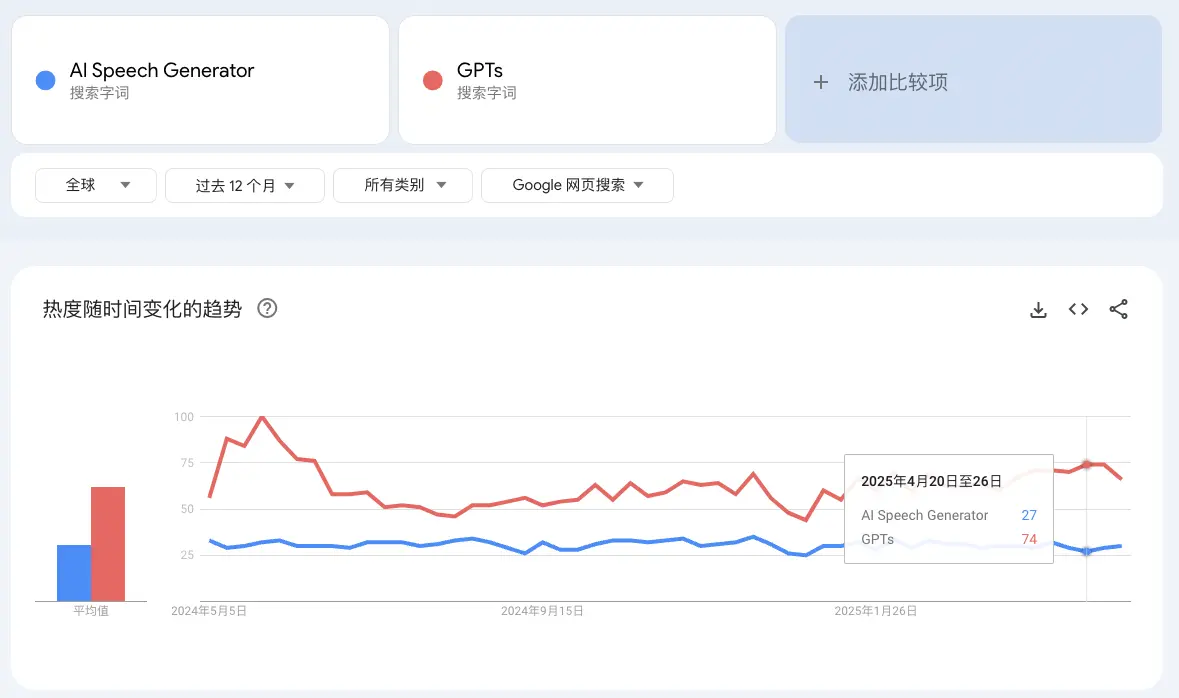 AI Speech Generator
搜索字词
GPTs
搜索字词
+ 添加比较项
全球
过去 12 个月
所有类别
Google 网页搜索
热度随时间变化的趋势
100
75
50
25
平均值
2024年5月5日
2024年9月15日
2025年1月26日
2025年4月20日至26日
AI Speech Generator 27
GPTs 74